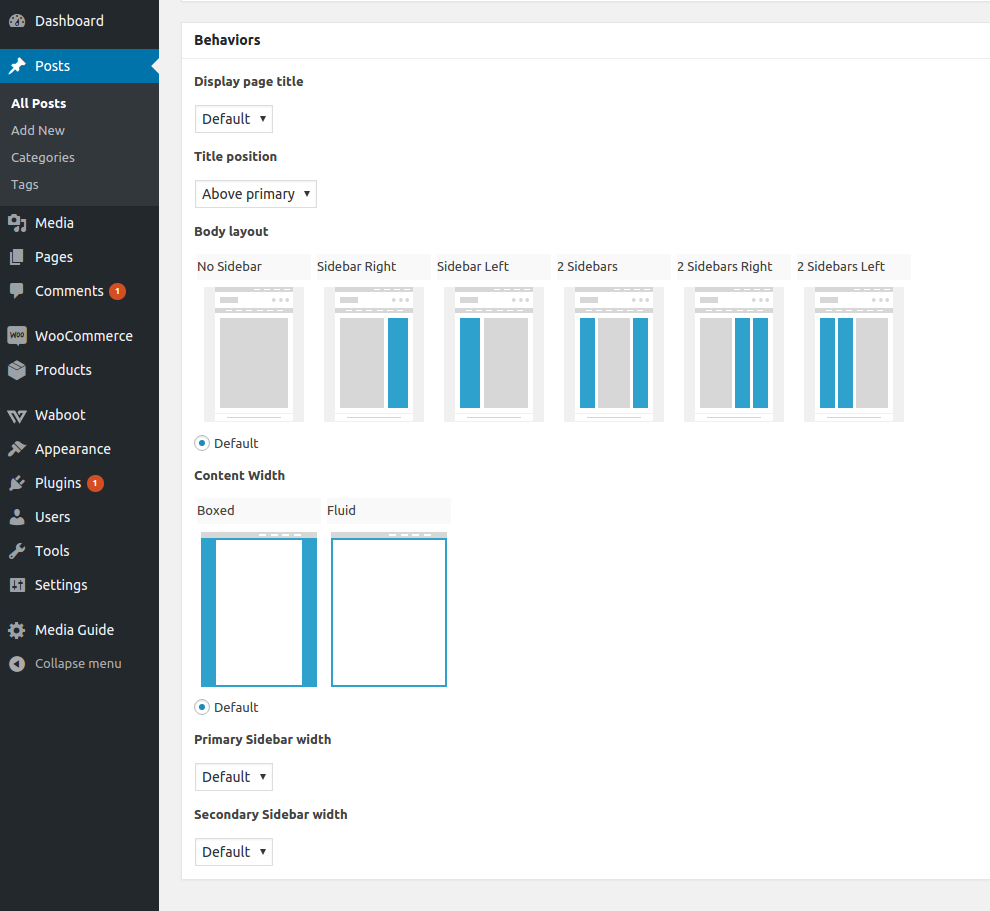 Dashboard
Posts
All Posts
Add New
Categories
Tags
Media
Pages
Comments 1
WooCommerce
Products
Waboot
Appearance
Plugins 1
Users
Tools
Settings
Media Guide
Collapse menu
Behaviors
Display page title
Default
Title position
Above primary
Body layout
No Sidebar Sidebar Right Sidebar Left 2 Sidebars 2 Sidebars Right 2 Sidebars Left
Default
Content Width
Boxed Fluid
Default
Primary Sidebar width
Default
Secondary Sidebar width
Default